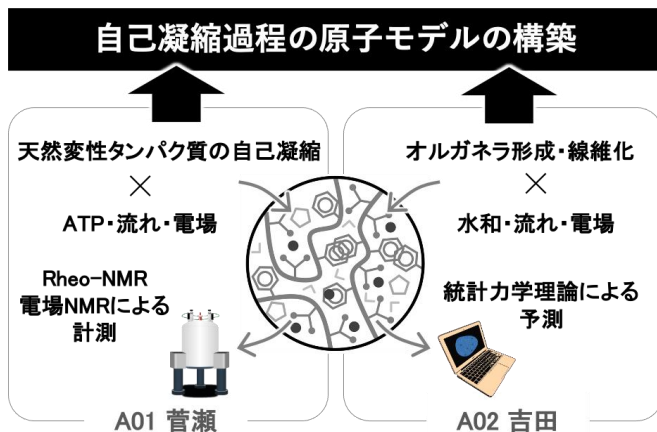 自己凝縮過程の原子モデルの構築
天然変性タンパク質の自己凝縮
×
ATP・流れ・電場
Rheo-NMR
電場NMRによる
計測
A01 菅瀬
オルガネラ形成・線維化
×
水和・流れ・電場
統計力学理論による
予測
A02 吉田